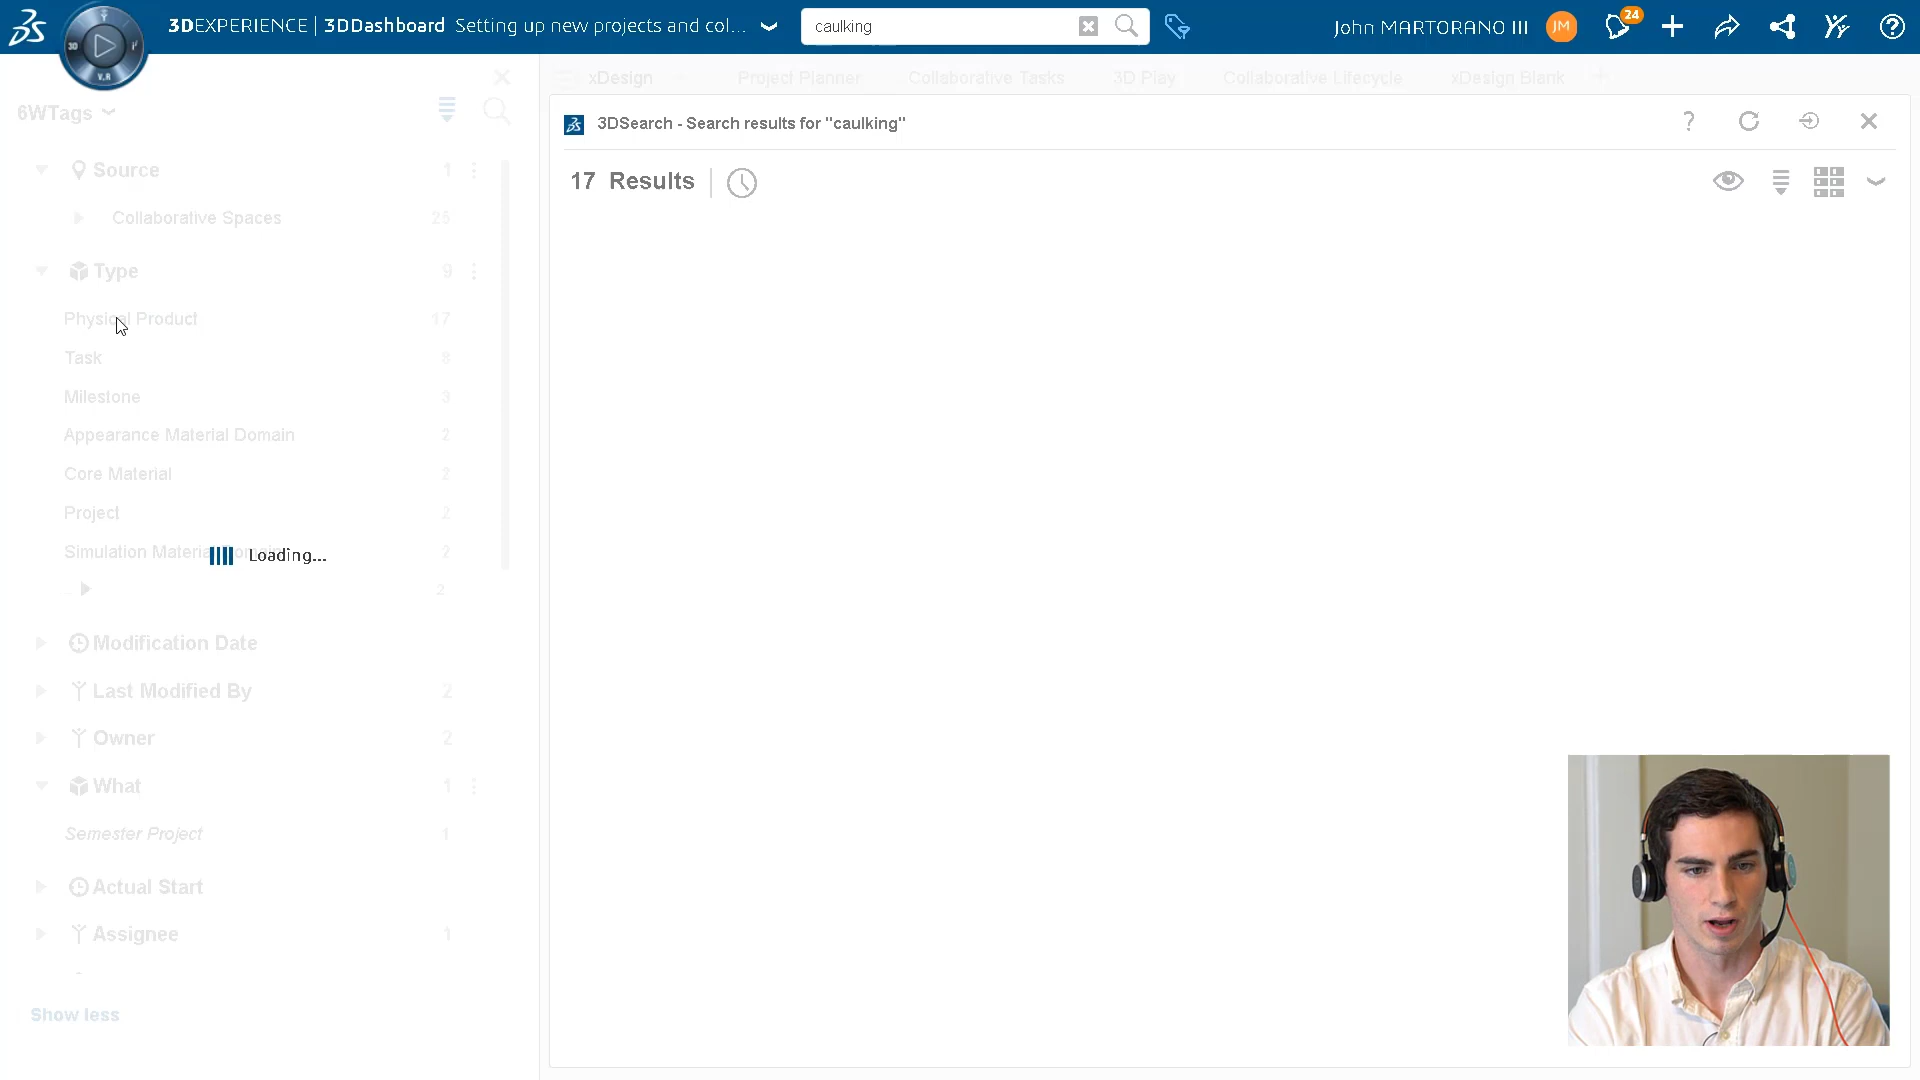 3DEXPERIENCE | 3DDashboard Setting up new projects and col...
caulking
John MARTORANO III
JM
24
3D
V.R
6WTags
xDesign
Project Planner
Collaborative Tasks
3D Play
Collaborative Lifecycle
xDesign Blank
3DSearch - Search results for "caulking"
17 Results
Source 1
Collaborative Spaces 25
Type 9
Physical Product 17
Task 8
Milestone 3
Appearance Material Domain 2
Core Material 2
Project 2
Simulation Material Domain 2
Loading...
2
Modification Date
Last Modified By 2
Owner 2
What 1
Semester Project 1
Actual Start
Assignee 1
Show less